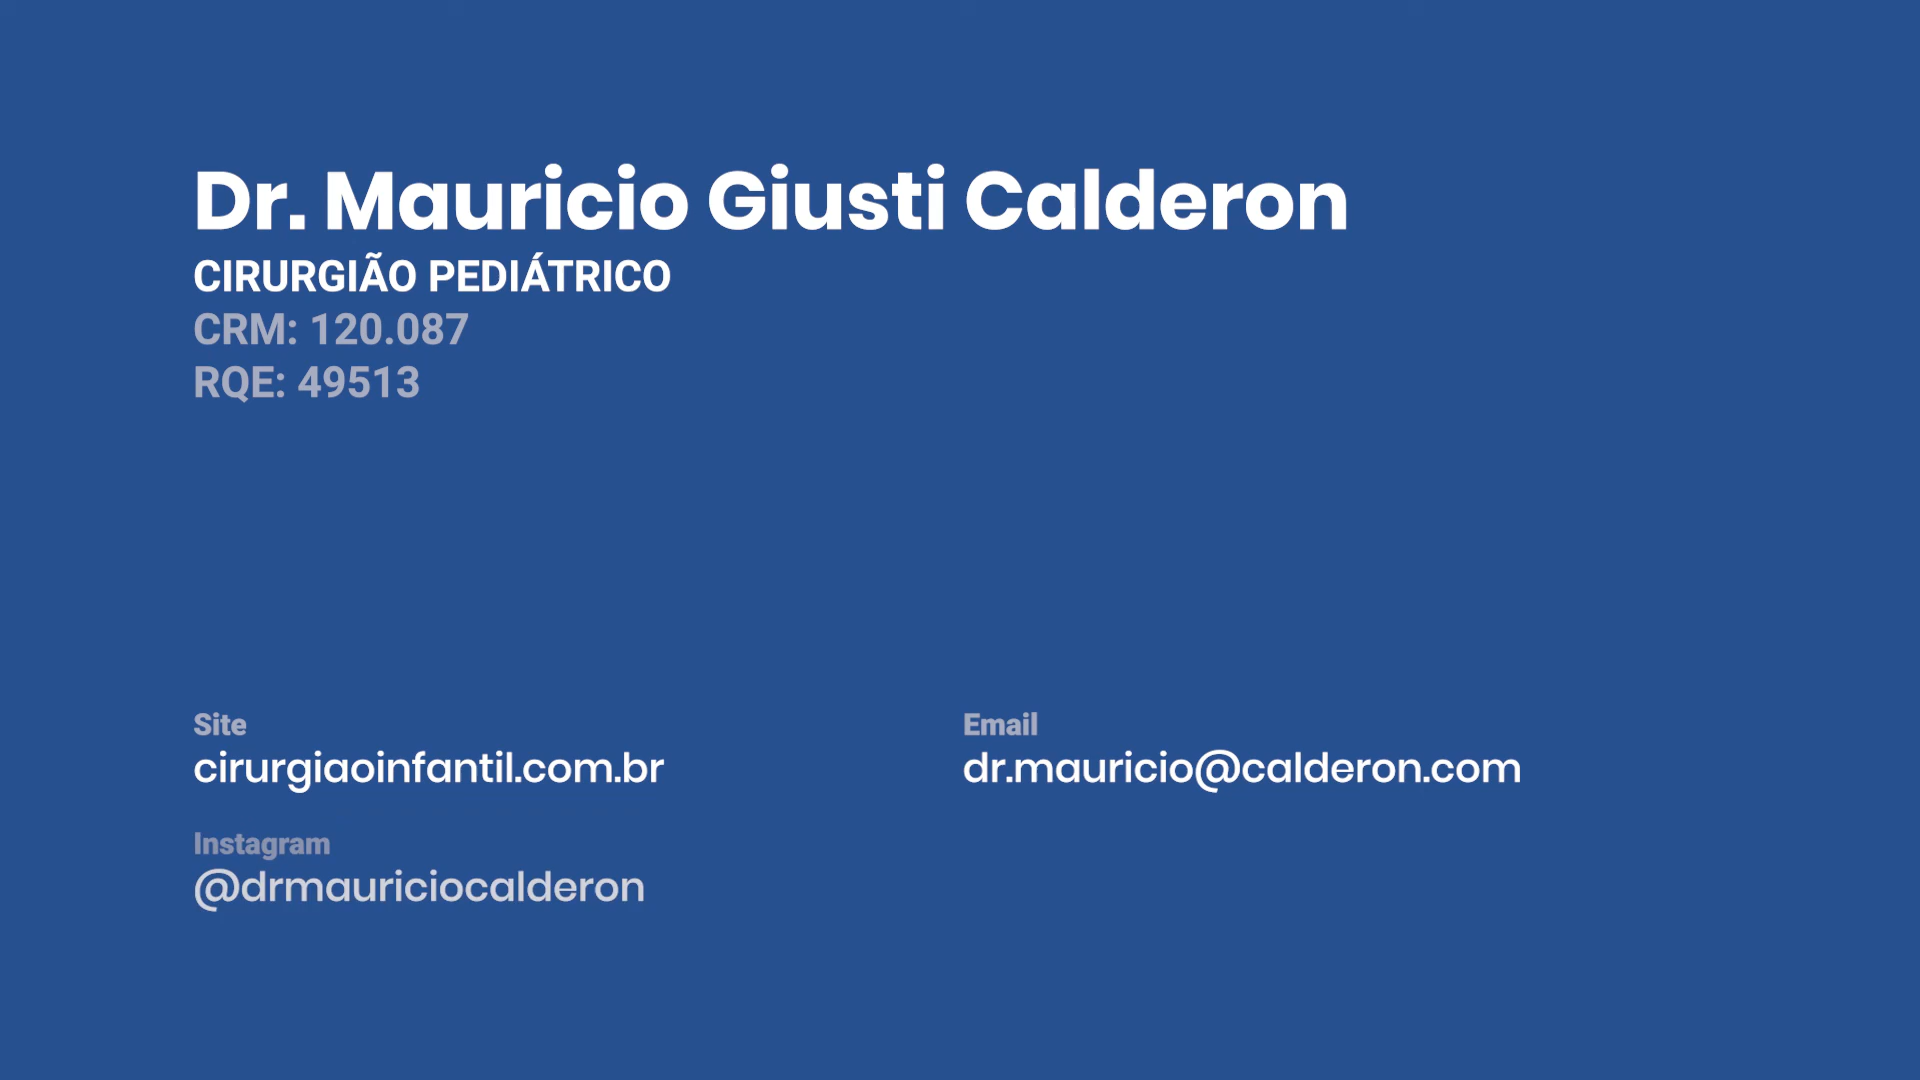 Dr. Mauricio Giusti Calderon
CIRURGIÃO PEDIÁTRICO
CRM: 120.087
RQE: 49513
Site
cirurgiaoinfantil.com.br
Email
dr.mauricio@calderon.com
Instagram
@drmauriciocalderon